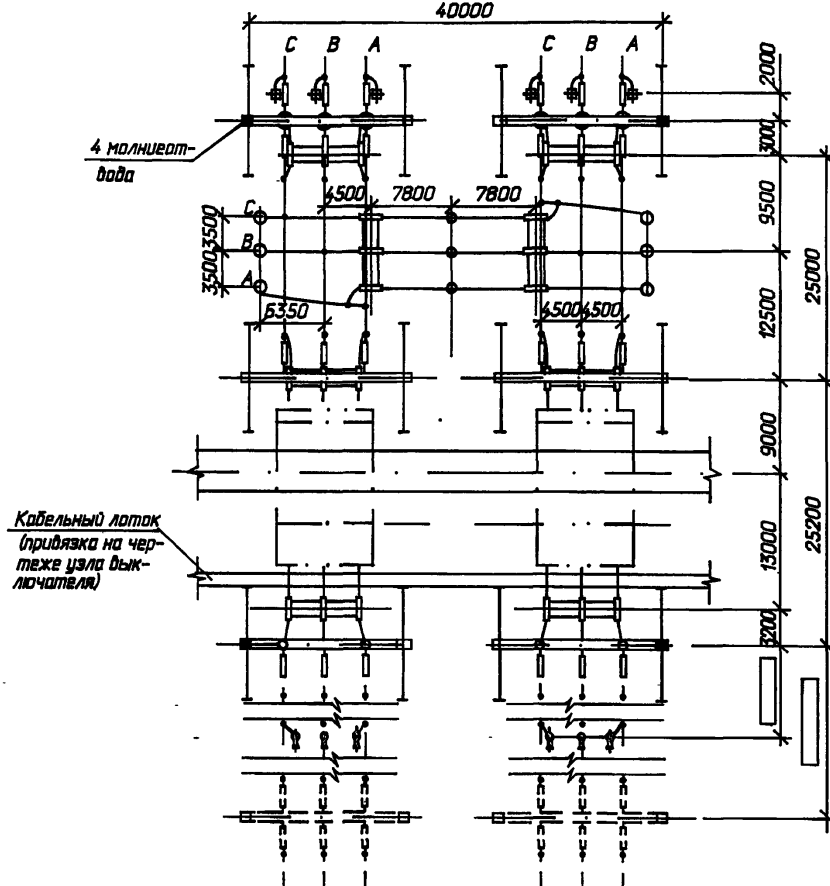 40000
C B A
C B A
2000
4 молниеот-
вода
3000
4500 7800 7800
9500
C
3500 3500
B
A
25000
5350
4500 4500
12500
9000
Кабельный лоток
(привязка на чер-
теже узла вык-
лючателя)
25200
13000
3200